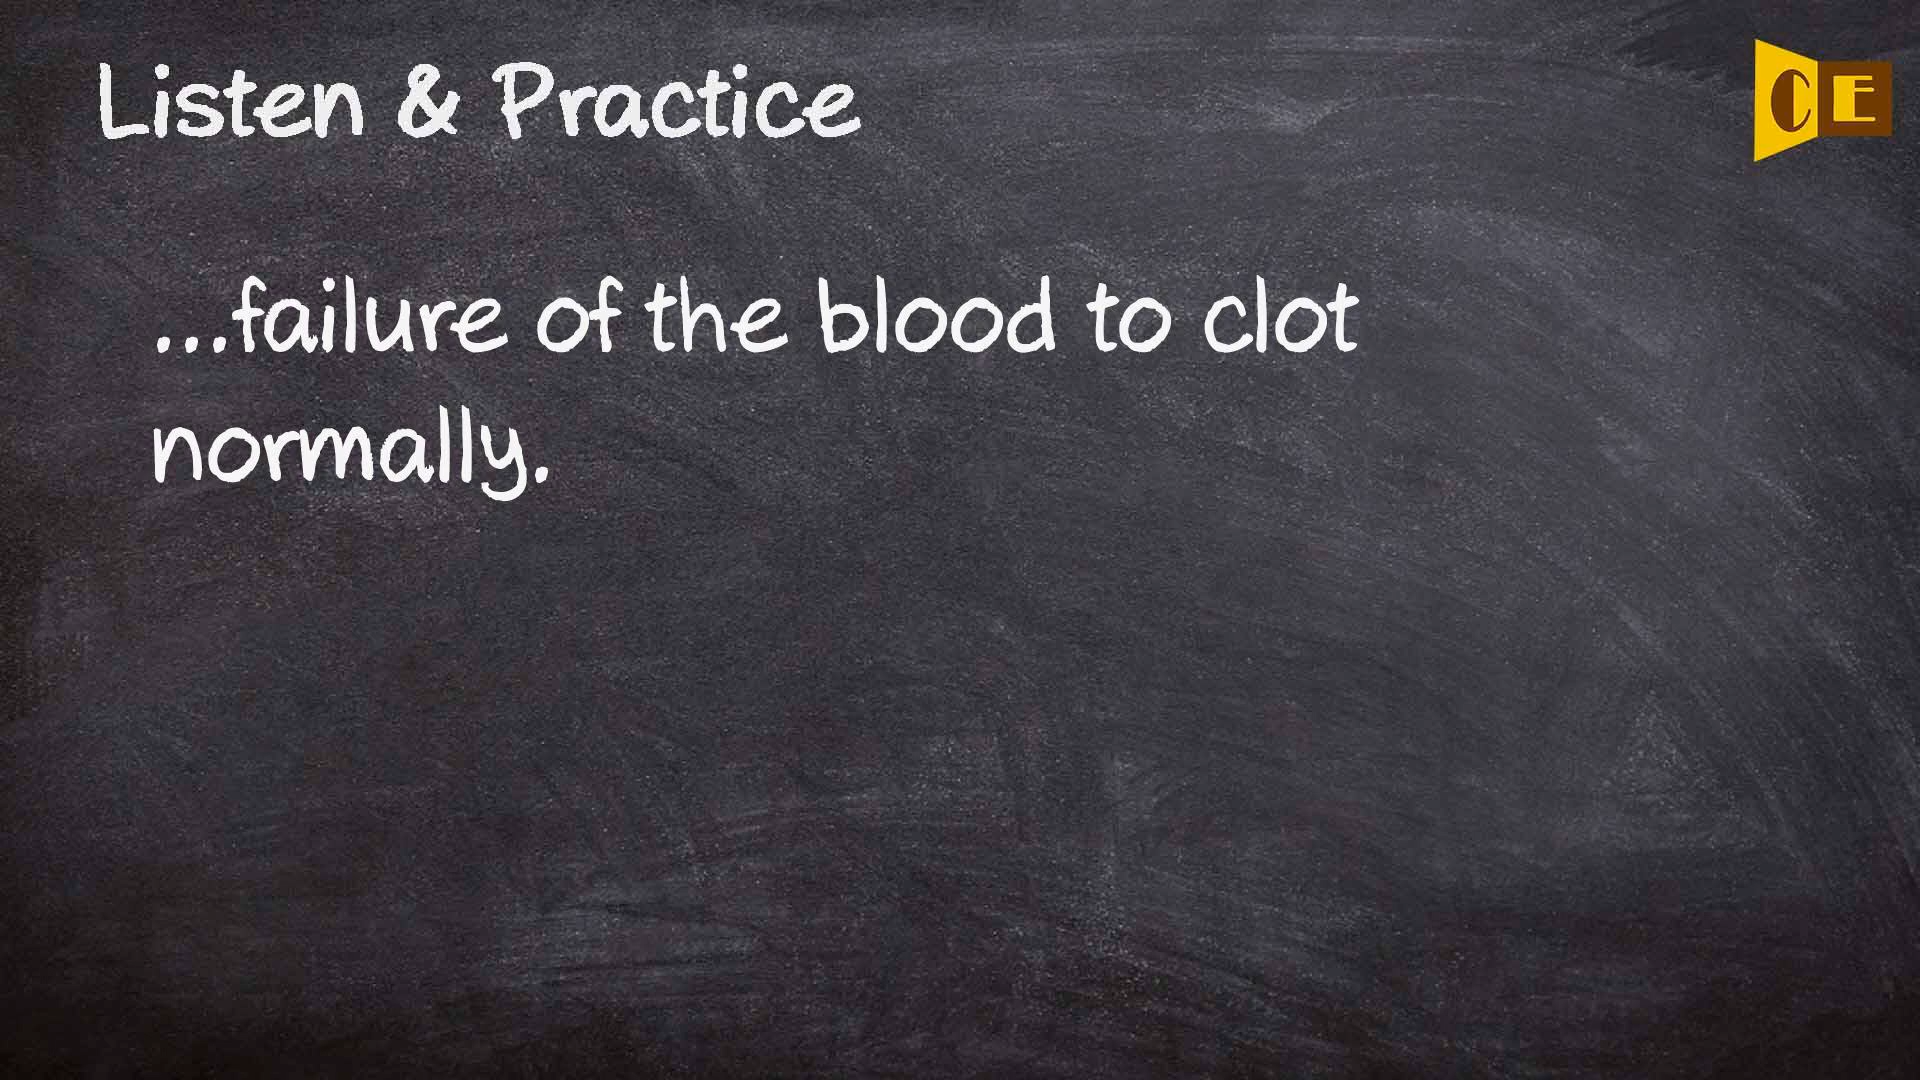 Listen & Practice
CE
...failure of the blood to clot
normally.